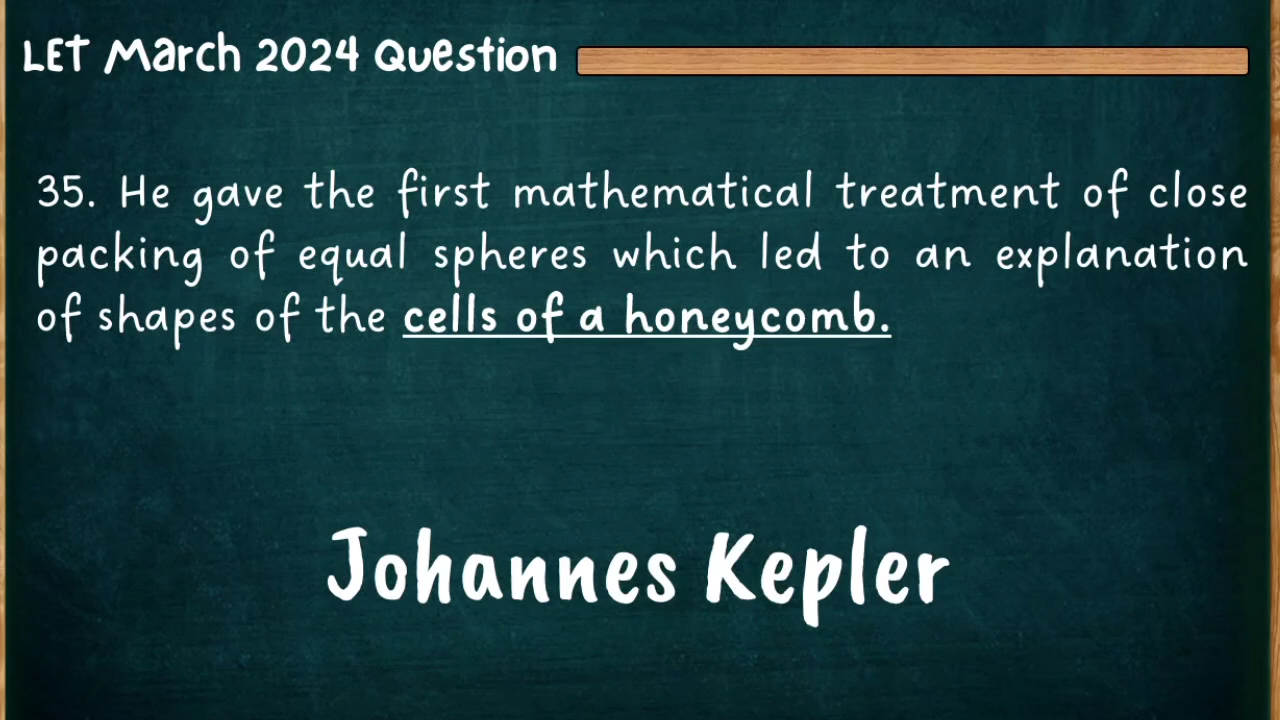 LET March 2024 Question
35. He gave the first mathematical treatment of close
packing of equal spheres which led to an explanation
of shapes of the cells of a honeycomb.
Johannes Kepler